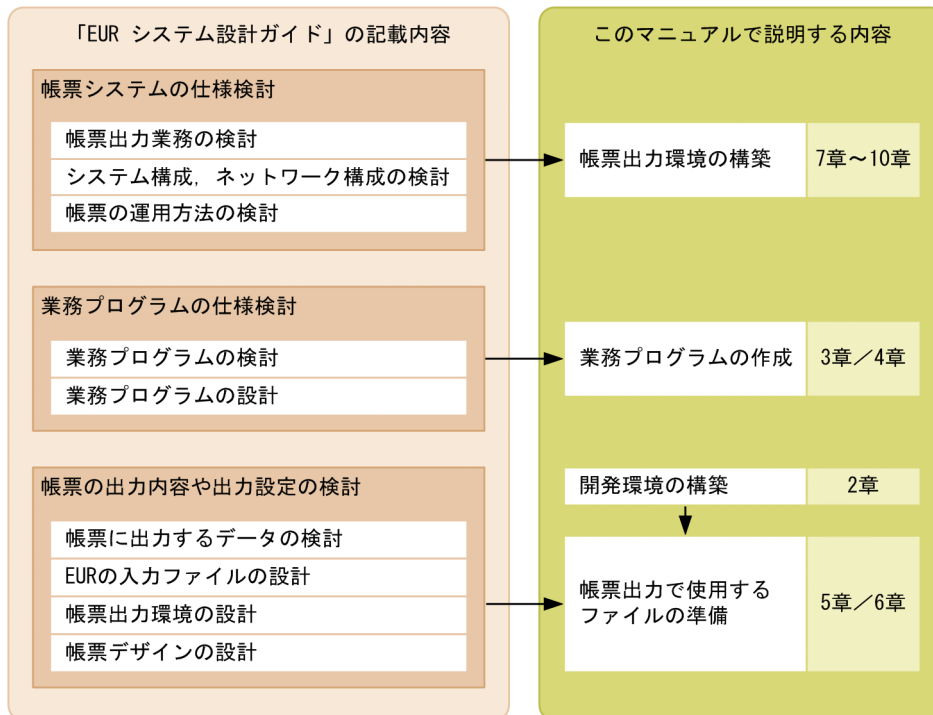 「EUR システム設計ガイド」の記載内容
帳票システムの仕様検討
帳票出力業務の検討
システム構成，ネットワーク構成の検討
帳票の運用方法の検討
業務プログラムの仕様検討
業務プログラムの検討
業務プログラムの設計
帳票の出力内容や出力設定の検討
帳票に出力するデータの検討
EURの入力ファイルの設計
帳票出力環境の設計
帳票デザインの設計
このマニュアルで説明する内容
帳票出力環境の構築
7章～10章
業務プログラムの作成
3章／4章
開発環境の構築
2章
帳票出力で使用する
ファイルの準備
5章／6章